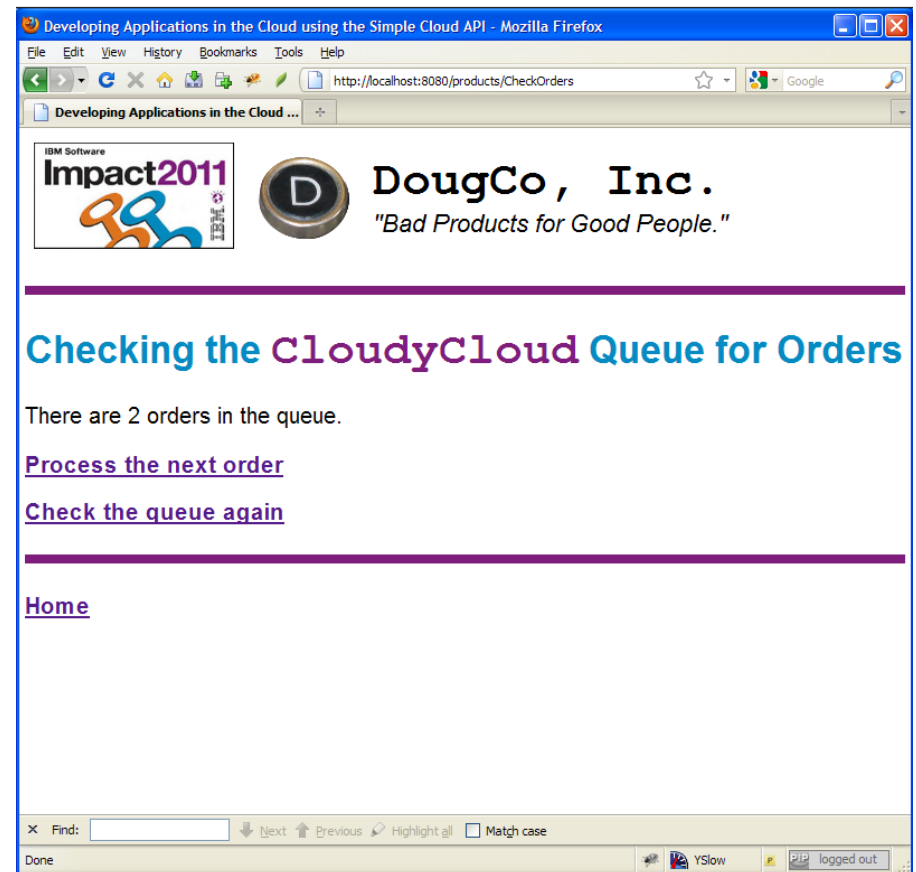 Developing Applications in the Cloud using the Simple Cloud API - Mozilla Firefox
File Edit View History Bookmarks Tools Help
http://localhost:8080/products/CheckOrders Google
Developing Applications in the Cloud ...
IBM Software
Impact2011
IBM
D
DougCo, Inc.
"Bad Products for Good People."
Checking the CloudyCloud Queue for Orders
There are 2 orders in the queue.
Process the next order
Check the queue again
Home
Find: Next Previous Highlight all Match case
Done YSlow P PIP logged out